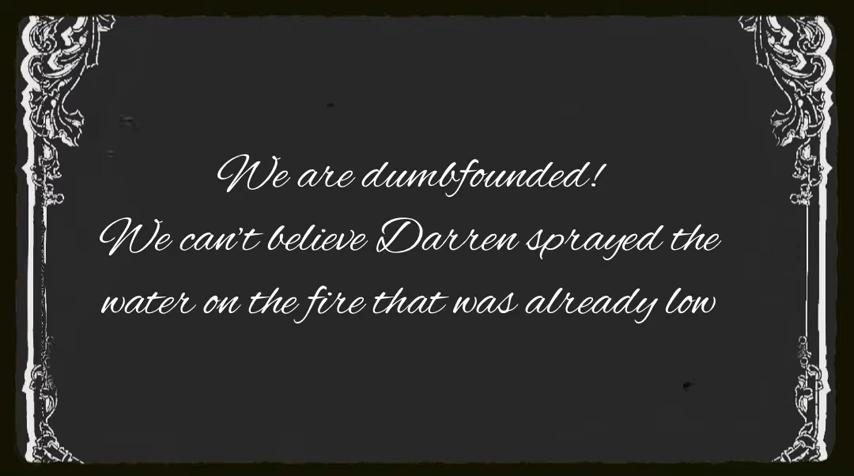 We are dumbfounded!
We can't believe Darren sprayed the
water on the fire that was already low